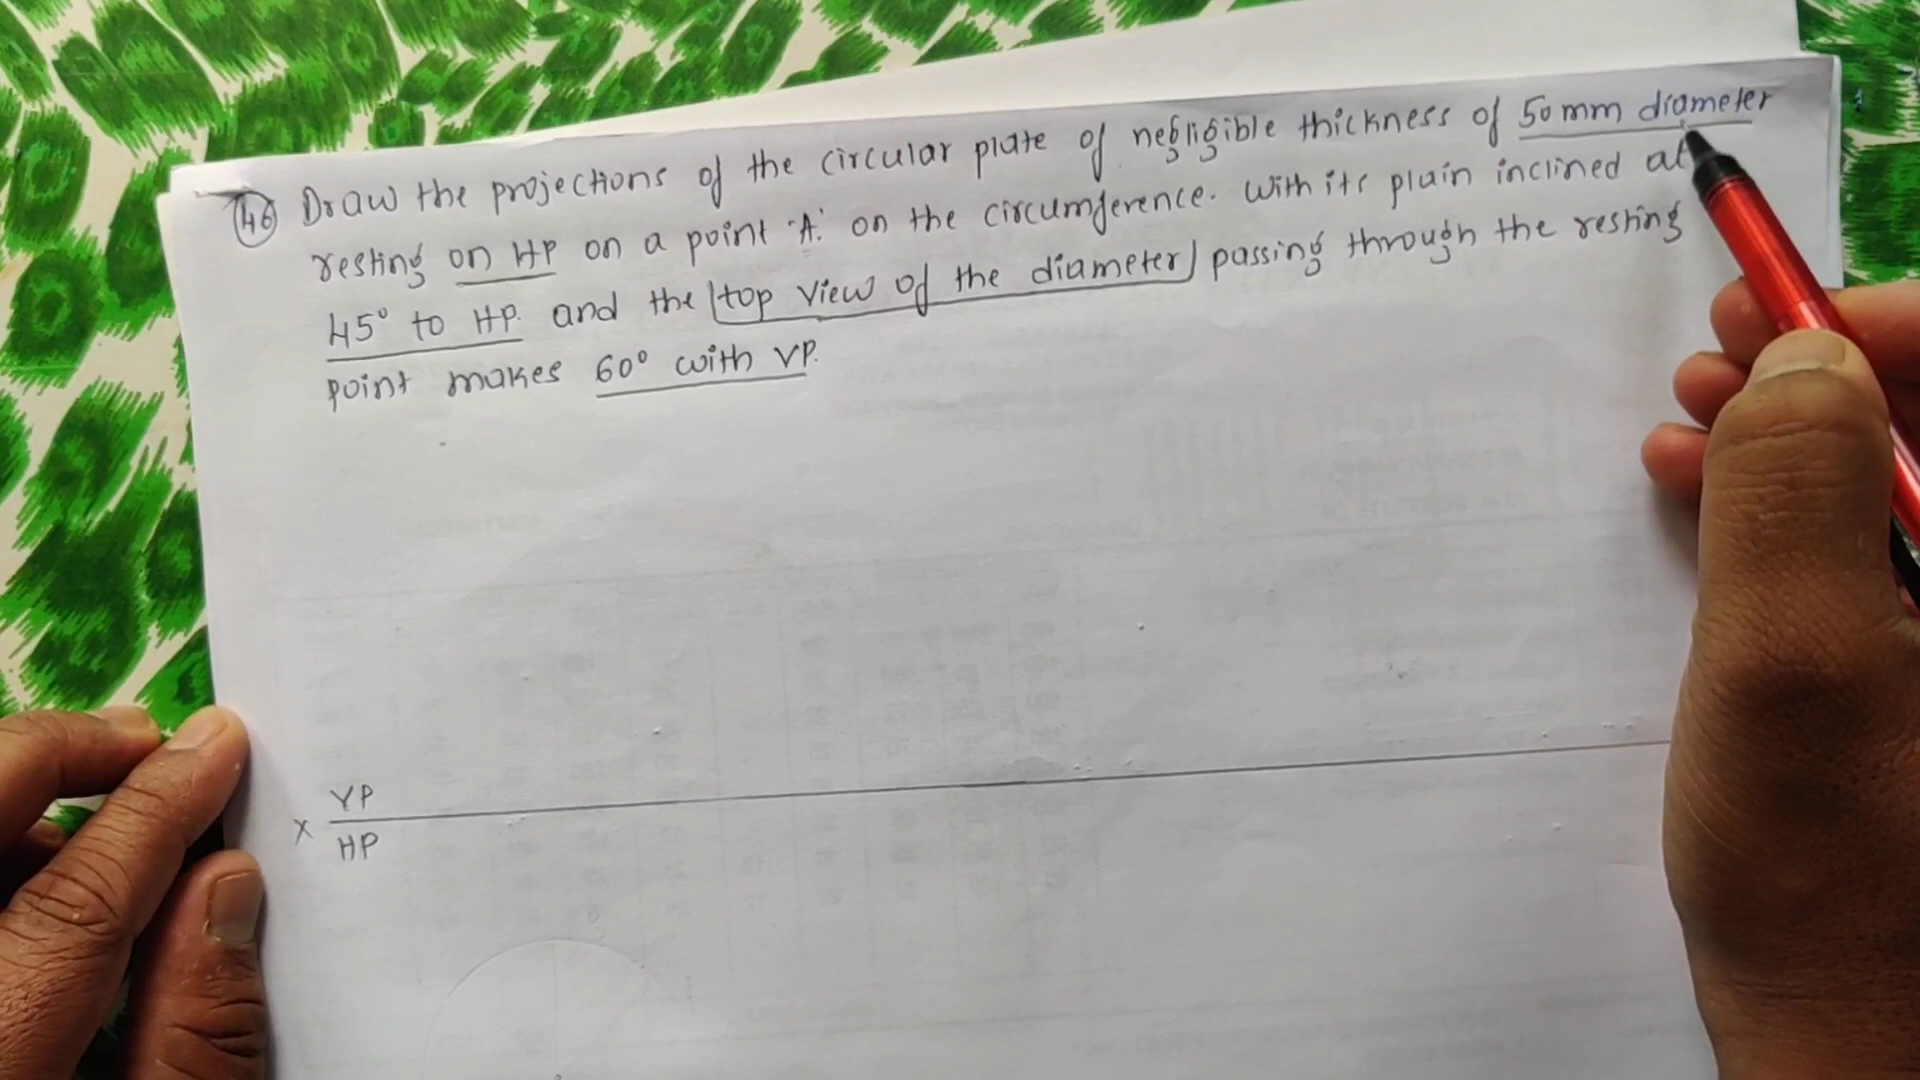 46 Draw the projections of the circular plate of negligible thickness of 50 mm diameter
resting on HP on a point 'A' on the circumference. With its plain inclined at
45° to HP. and the top view of the diameter passing through the resting
point makes 60° with VP.
VP
X
HP